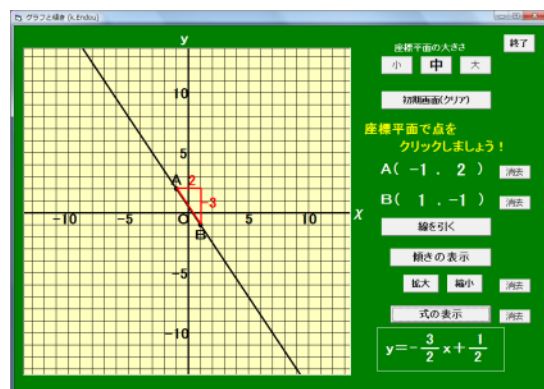 グラフと傾き (k.Endou)
y
座標平面の大きさ
終了
小 中 大
10
初期画面(クリア)
5
座標平面で点を
クリックしましょう！
A 2
A( -1 . 2 ) 消去
-3
B( 1 . -1 ) 消去
-10 -5 O 5 10 x
B
線を引く
-5
傾きの表示
拡大 縮小 消去
-10
式の表示 消去
y=-3/2x+1/2